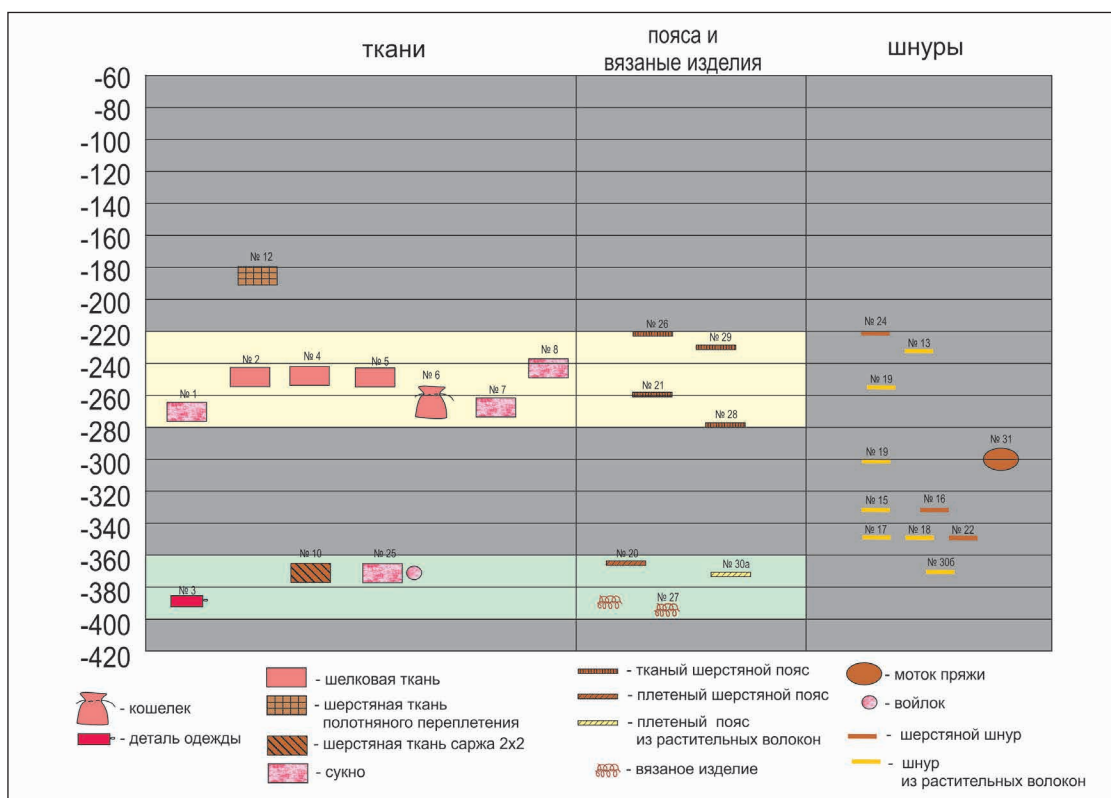 ткани
пояса и
вязаные изделия
шнуры
-60
-80
-100
-120
-140
-160
-180
-200
-220
-240
-260
-280
-300
-320
-340
-360
-380
-400
-420
№ 12
№ 2
№ 4
№ 5
№ 6
№ 8
№ 1
№ 7
№ 10
№ 25
№ 3
№ 26
№ 29
№ 21
№ 28
№ 20
№ 30а
№ 27
№ 24
№ 13
№ 19
№ 31
№ 19
№ 15
№ 16
№ 17
№ 18
№ 22
№ 30б
- кошелек
- деталь одежды
- шелковая ткань
- шерстяная ткань
полотняного переплетения
- шерстяная ткань саржа 2х2
- сукно
- тканый шерстяной пояс
- плетеный шерстяной пояс
- плетеный пояс
из растительных волокон
- вязаное изделие
- моток пряжи
- войлок
- шерстяной шнур
- шнур
из растительных волокон